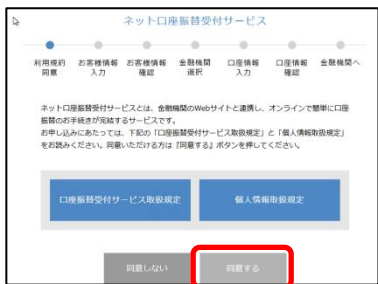 ネット口座振替受付サービス
利用規約 お客様情報 お客様情報 金融機関 口座情報 口座情報 金融機関へ
同意 入力 確認 選択 入力 確認
ネット口座振替受付サービスとは、金融機関のWebサイトと連携し、オンラインで簡単に口座
振替のお手続きが完結するサービスです。
お申し込みにあたっては、下記の「口座振替受付サービス取扱規定」と「個人情報取扱規定」
をお読みください。同意いただける方は『同意する』ボタンを押してください。
口座振替受付サービス取扱規定 個人情報取扱規定
同意しない 同意する